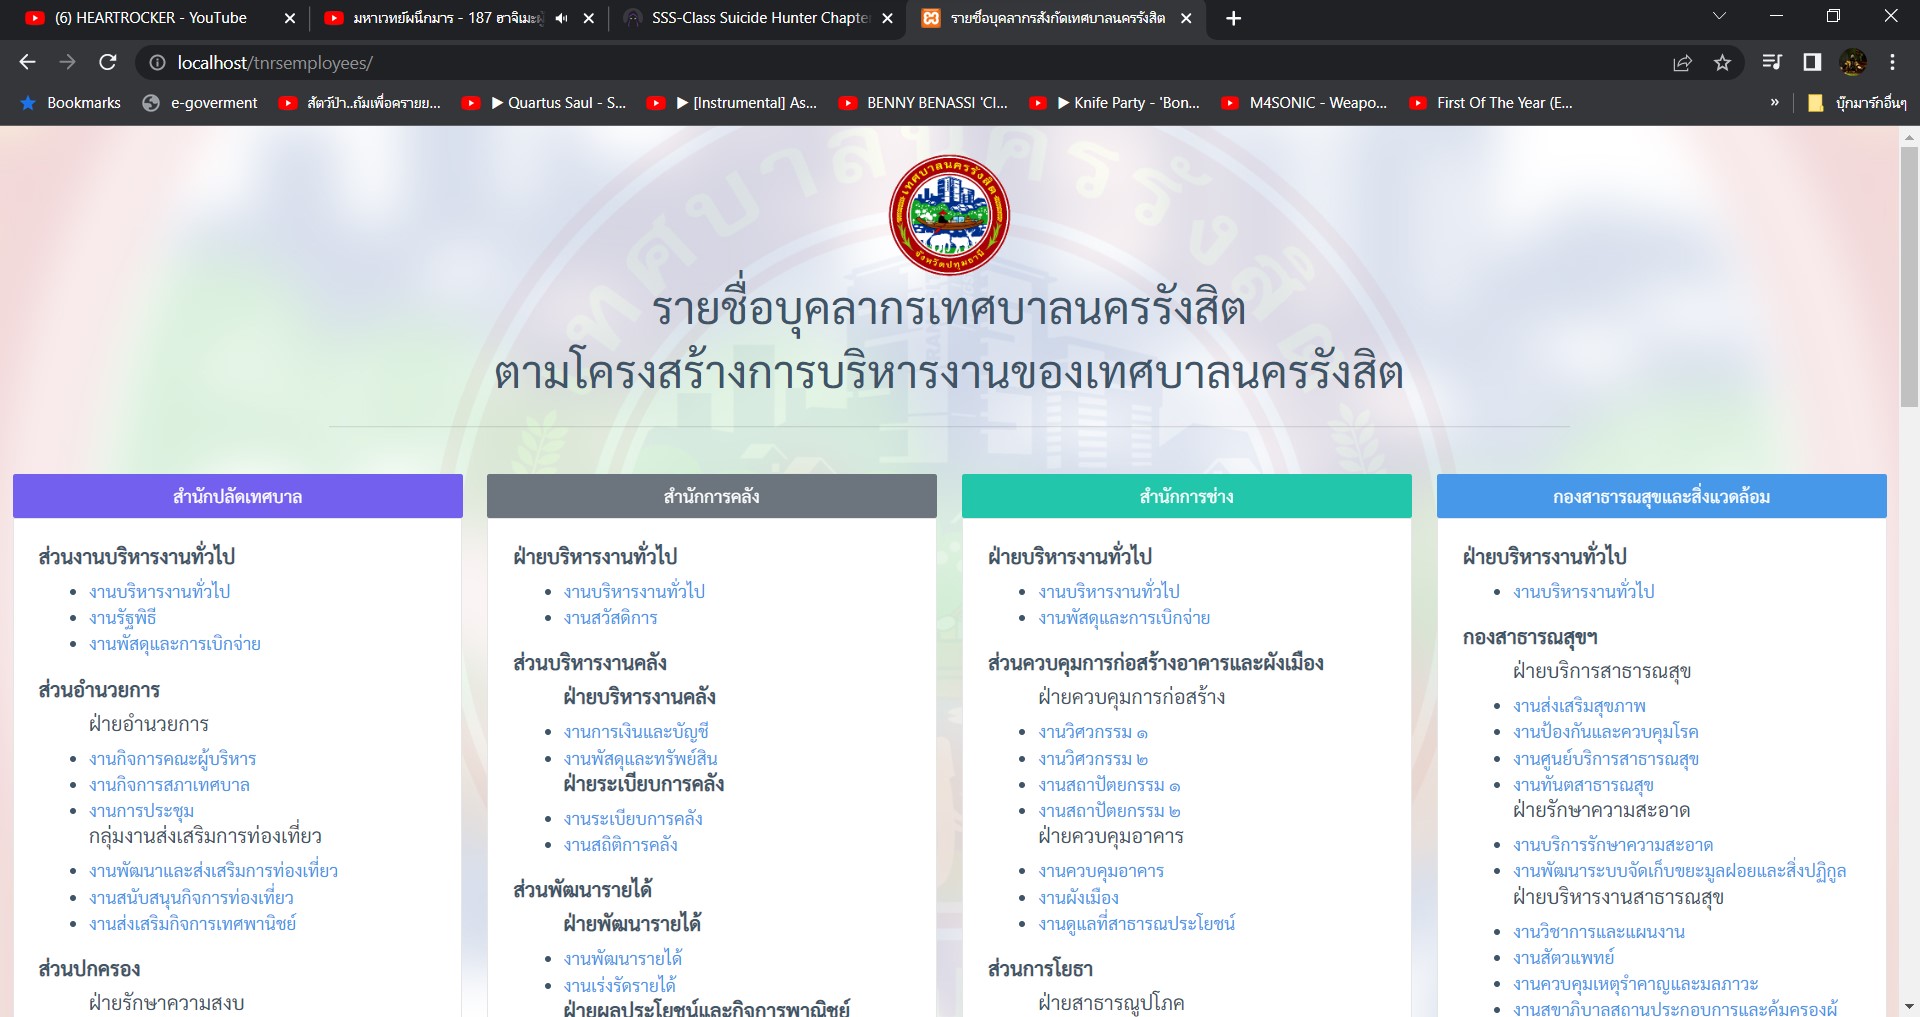 (6) HEARTROCKER - YouTube
มหาเวทย์ผนึกมาร - 187 ฮาจิเมะผู้
SSS-Class Suicide Hunter Chapter
รายชื่อบุคลากรสังกัดเทศบาลนครรังสิต
localhost/tnrsemployees/
Bookmarks
e-goverment
สัตว์ป่า..ถัมเพื่อครายย...
▶ Quartus Saul - S...
▶ [Instrumental] As...
BENNY BENASSI 'Cl...
▶ Knife Party - 'Bon...
M4SONIC - Weapo...
First Of The Year (E...
»
บุ๊กมาร์กอื่นๆ
เทศบาลนครรังสิต
จังหวัดปทุมธานี
รายชื่อบุคลากรเทศบาลนครรังสิต
ตามโครงสร้างการบริหารงานของเทศบาลนครรังสิต
สำนักปลัดเทศบาล
ส่วนงานบริหารงานทั่วไป
งานบริหารงานทั่วไป
งานรัฐพิธี
งานพัสดุและการเบิกจ่าย
ส่วนอำนวยการ
ฝ่ายอำนวยการ
งานกิจการคณะผู้บริหาร
งานกิจการสภาเทศบาล
งานการประชุม
กลุ่มงานส่งเสริมการท่องเที่ยว
งานพัฒนาและส่งเสริมการท่องเที่ยว
งานสนับสนุนกิจการท่องเที่ยว
งานส่งเสริมกิจการเทศพานิชย์
ส่วนปกครอง
ฝ่ายรักษาความสงบ
สำนักการคลัง
ฝ่ายบริหารงานทั่วไป
งานบริหารงานทั่วไป
งานสวัสดิการ
ส่วนบริหารงานคลัง
ฝ่ายบริหารงานคลัง
งานการเงินและบัญชี
งานพัสดุและทรัพย์สิน
ฝ่ายระเบียบการคลัง
งานระเบียบการคลัง
งานสถิติการคลัง
ส่วนพัฒนารายได้
ฝ่ายพัฒนารายได้
งานพัฒนารายได้
งานเร่งรัดรายได้
ฝ่ายผลประโยชน์และกิจการพาณิชย์
สำนักการช่าง
ฝ่ายบริหารงานทั่วไป
งานบริหารงานทั่วไป
งานพัสดุและการเบิกจ่าย
ส่วนควบคุมการก่อสร้างอาคารและผังเมือง
ฝ่ายควบคุมการก่อสร้าง
งานวิศวกรรม ๑
งานวิศวกรรม ๒
งานสถาปัตยกรรม ๑
งานสถาปัตยกรรม ๒
ฝ่ายควบคุมอาคาร
งานควบคุมอาคาร
งานผังเมือง
งานดูแลที่สาธารณประโยชน์
ส่วนการโยธา
ฝ่ายสาธารณูปโภค
กองสาธารณสุขและสิ่งแวดล้อม
ฝ่ายบริหารงานทั่วไป
งานบริหารงานทั่วไป
กองสาธารณสุขฯ
ฝ่ายบริการสาธารณสุข
งานส่งเสริมสุขภาพ
งานป้องกันและควบคุมโรค
งานศูนย์บริการสาธารณสุข
งานทันตสาธารณสุข
ฝ่ายรักษาความสะอาด
งานบริการรักษาความสะอาด
งานพัฒนาระบบจัดเก็บขยะมูลฝอยและสิ่งปฏิกูล
ฝ่ายบริหารงานสาธารณสุข
งานวิชาการและแผนงาน
งานสัตวแพทย์
งานควบคุมเหตุรำคาญและมลภาวะ
งานสุขาภิบาลสถานประกอบการและคุ้มครองผู้